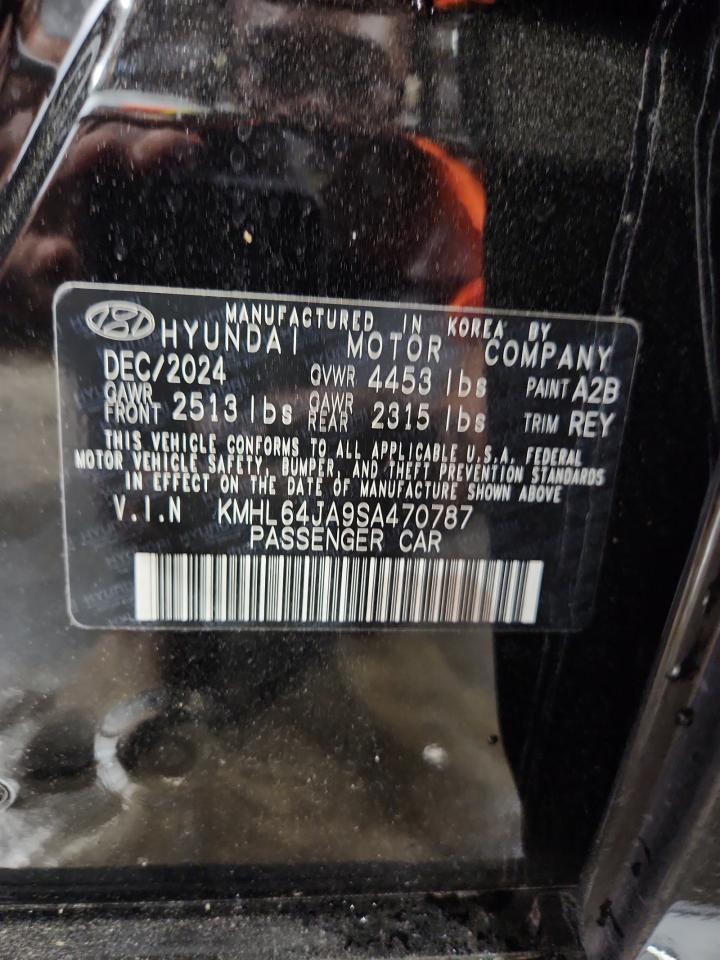 MANUFACTURED IN KOREA BY
HYUNDAI MOTOR COMPANY
DEC/2024 GVWR 4453 lbs PAINT A2B
GAWR FRONT 2513 lbs GAWR REAR 2315 lbs TRIM REY
THIS VEHICLE CONFORMS TO ALL APPLICABLE U.S.A. FEDERAL
MOTOR VEHICLE SAFETY, BUMPER, AND THEFT PREVENTION STANDARDS
IN EFFECT ON THE DATE OF MANUFACTURE SHOWN ABOVE
V.I.N KMHL64JA9SA470787
PASSENGER CAR